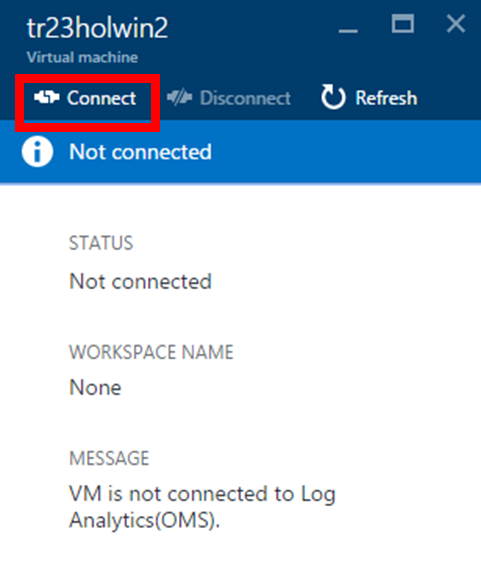 tr23holwin2
Virtual machine
Connect Disconnect Refresh
Not connected
STATUS
Not connected
WORKSPACE NAME
None
MESSAGE
VM is not connected to Log
Analytics(OMS).